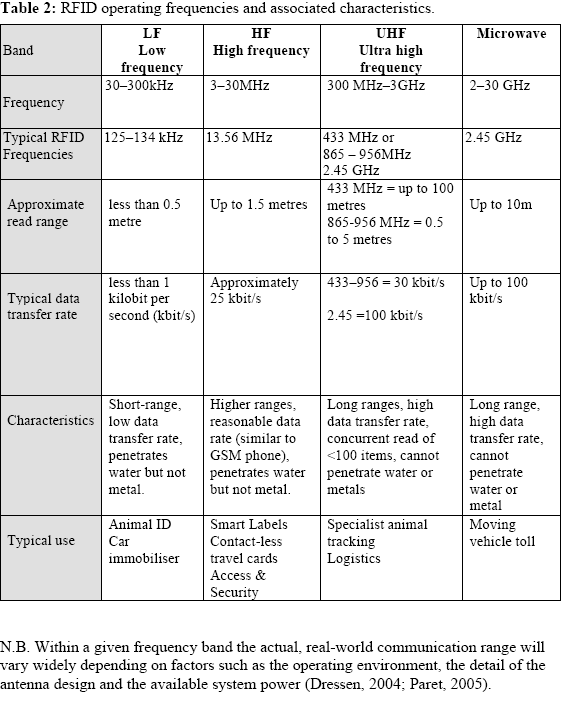 Table 2: RFID operating frequencies and associated characteristics.
Band
LF
Low
frequency
HF
High frequency
UHF
Ultra high
frequency
Microwave
Frequency
30–300kHz
3–30MHz
300 MHz–3GHz
2–30 GHz
Typical RFID
Frequencies
125–134 kHz
13.56 MHz
433 MHz or
865 – 956MHz
2.45 GHz
2.45 GHz
Approximate
read range
less than 0.5
metre
Up to 1.5 metres
433 MHz = up to 100
metres
865-956 MHz = 0.5
to 5 metres
Up to 10m
Typical data
transfer rate
less than 1
kilobit per
second (kbit/s)
Approximately
25 kbit/s
433–956 = 30 kbit/s
2.45 =100 kbit/s
Up to 100
kbit/s
Characteristics
Short-range,
low data
transfer rate,
penetrates
water but not
metal.
Higher ranges,
reasonable data
rate (similar to
GSM phone),
penetrates water
but not metal.
Long ranges, high
data transfer rate,
concurrent read of
<100 items, cannot
penetrate water or
metals
Long range,
high data
transfer rate,
cannot
penetrate
water or
metal
Typical use
Animal ID
Car
immobiliser
Smart Labels
Contact-less
travel cards
Access &
Security
Specialist animal
tracking
Logistics
Moving
vehicle toll
N.B. Within a given frequency band the actual, real-world communication range will
vary widely depending on factors such as the operating environment, the detail of the
antenna design and the available system power (Dressen, 2004; Paret, 2005).